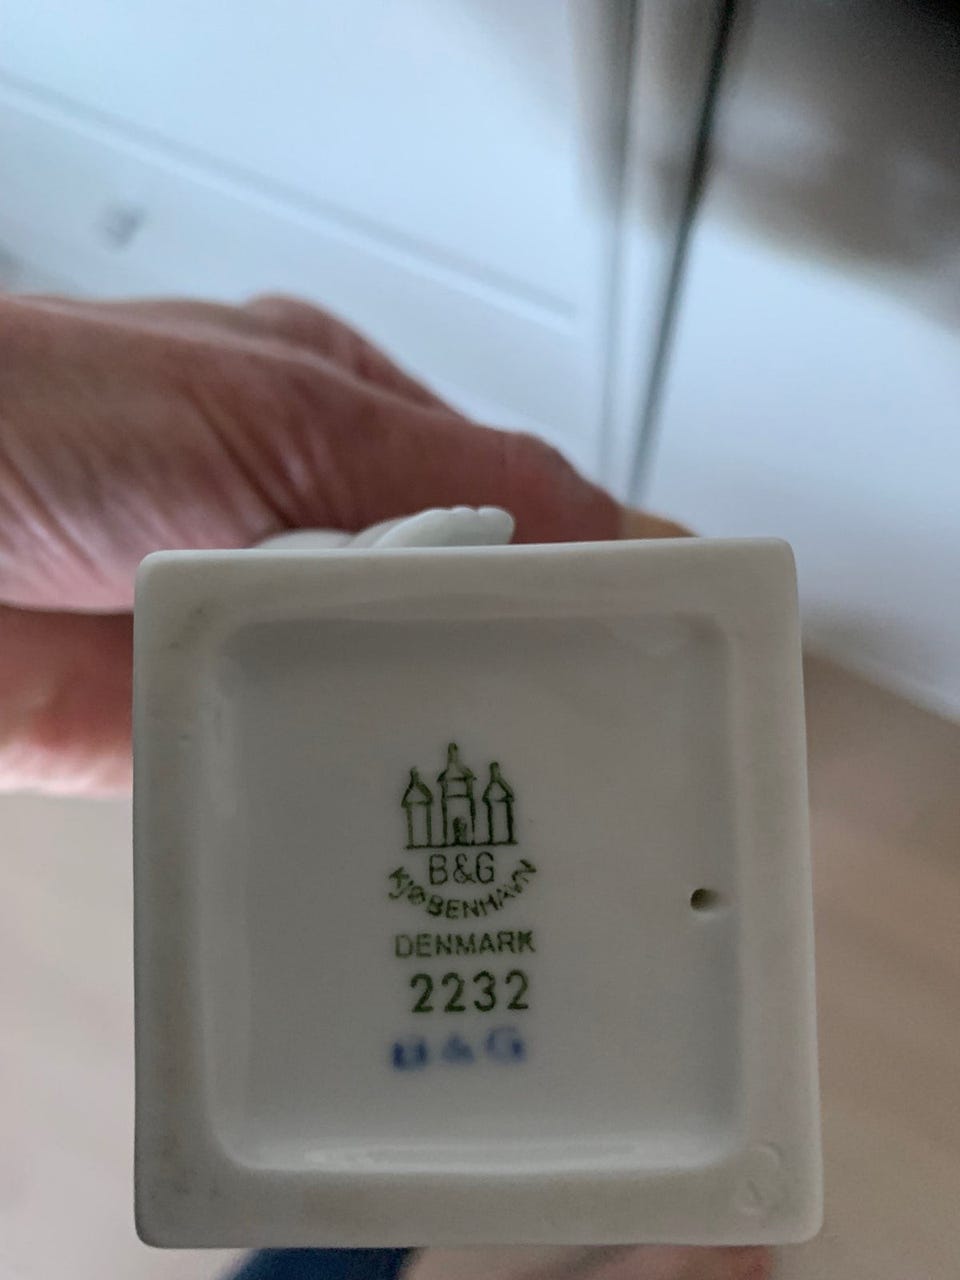 B&G
KJØBENHAVN
DENMARK
2232
B & G